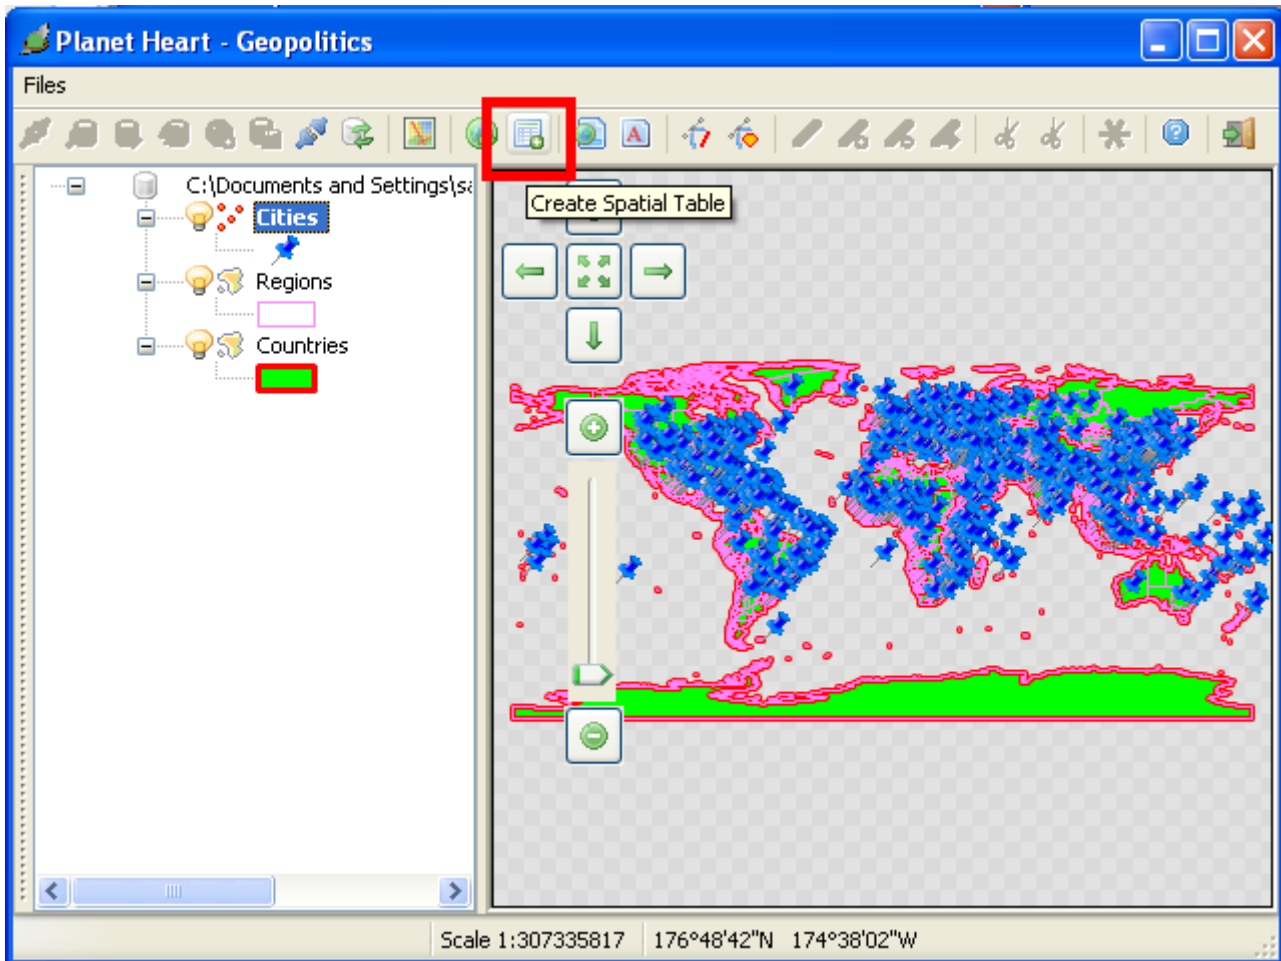 Planet Heart - Geopolitics
Files
Create Spatial Table
C:\Documents and Settings\sa
Cities
Regions
Countries
Scale 1:307335817 176°48'42"N 174°38'02"W